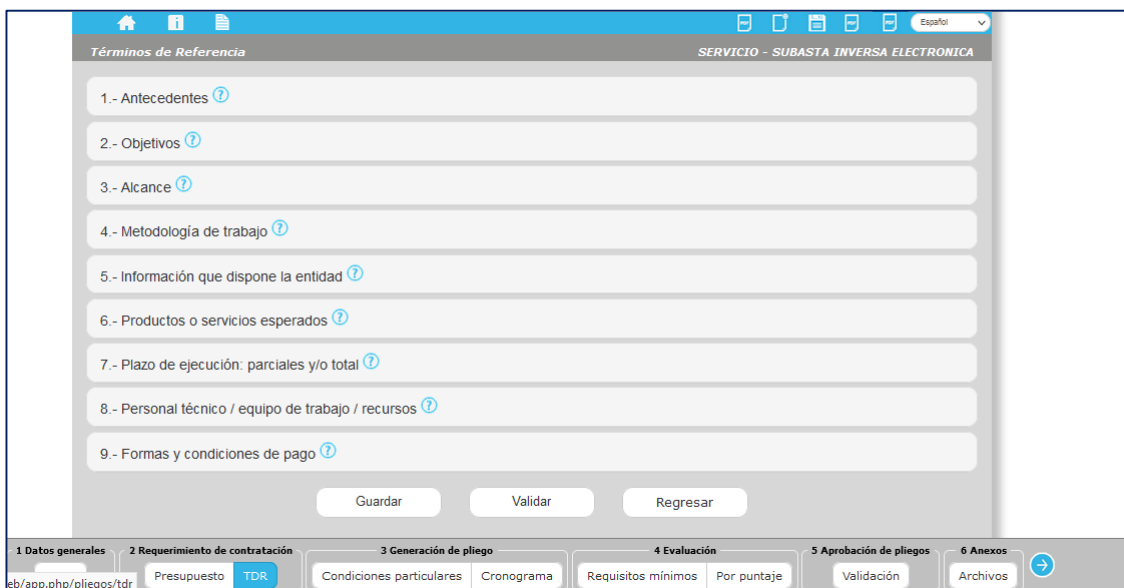 Español
Términos de Referencia SERVICIO - SUBASTA INVERSA ELECTRONICA
1.- Antecedentes ?
2.- Objetivos ?
3.- Alcance ?
4.- Metodología de trabajo ?
5.- Información que dispone la entidad ?
6.- Productos o servicios esperados ?
7.- Plazo de ejecución: parciales y/o total ?
8.- Personal técnico / equipo de trabajo / recursos ?
9.- Formas y condiciones de pago ?
Guardar Validar Regresar
1 Datos generales 2 Requerimiento de contratación 3 Generación de pliego 4 Evaluación 5 Aprobación de pliegos 6 Anexos
Presupuesto TDR Condiciones particulares Cronograma Requisitos mínimos Por puntaje Validación Archivos
eb/app.php/pliegos/tdr